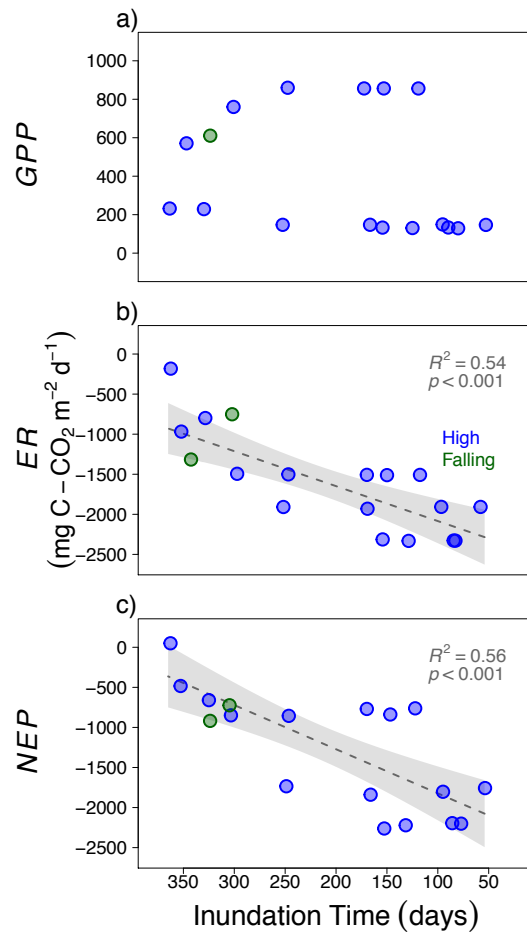 a)
GPP
1000
800
600
400
200
0
b)
ER
(mg C − CO₂ m⁻² d⁻¹)
0
−500
−1000
−1500
−2000
−2500
R² = 0.54
p < 0.001
High
Falling
c)
NEP
0
−500
−1000
−1500
−2000
−2500
R² = 0.56
p < 0.001
350 300 250 200 150 100 50
Inundation Time (days)